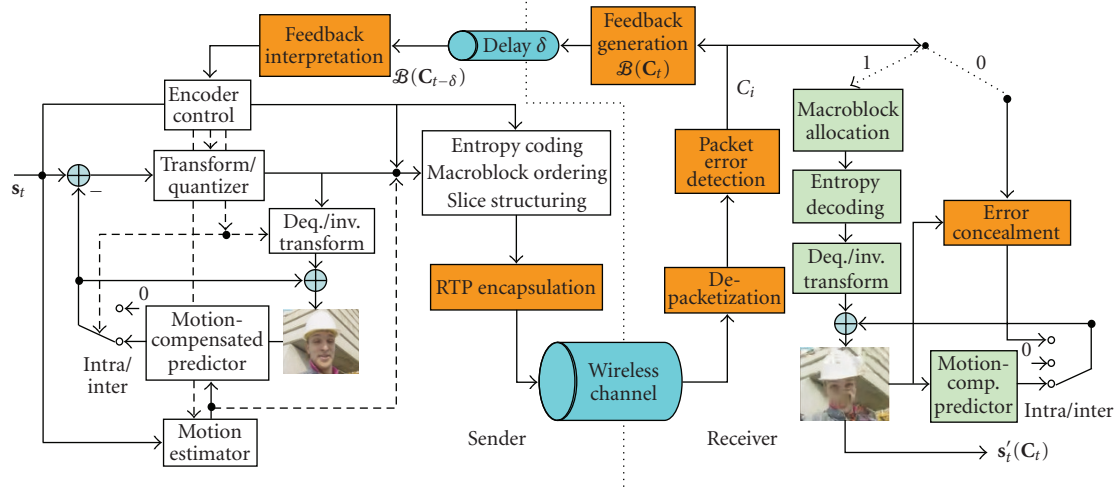 Feedback
interpretation
Delay δ
Feedback
generation
ℬ(C_t)
ℬ(C_{t−δ})
1
0
C_i
Encoder
control
Macroblock
allocation
Entropy coding
Macroblock ordering
Slice structuring
Packet
error
detection
s_t
−
Transform/
quantizer
Entropy
decoding
Error
concealment
Deq./inv.
transform
Deq./inv.
transform
RTP encapsulation
De-
packetization
0
Motion-
compensated
predictor
Intra/
inter
Wireless
channel
0
Motion-
comp.
predictor
Intra/inter
Motion
estimator
Sender
Receiver
s′_t(C_t)